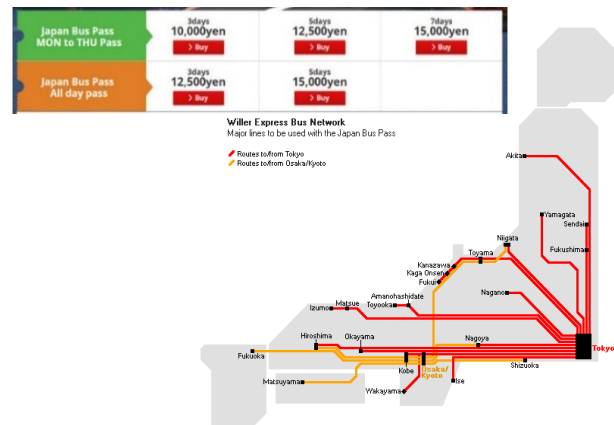 Japan Bus Pass
MON to THU Pass
3days
10,000yen
> Buy
5days
12,500yen
> Buy
7days
15,000yen
> Buy
Japan Bus Pass
All day pass
3days
12,500yen
> Buy
5days
15,000yen
> Buy
Willer Express Bus Network
Major lines to be used with the Japan Bus Pass
Routes to/from Tokyo
Routes to/from Osaka/Kyoto
Akita
Yamagata
Sendai
Niigata
Fukushima
Toyama
Kanazawa
Kaga Onsen
Fukui
Nagano
Amanohashidate
Toyooka
Matsue
Izumo
Hiroshima
Okayama
Nagoya
Tokyo
Fukuoka
Kobe
Osaka/
Kyoto
Shizuoka
Matsuyama
Ise
Wakayama